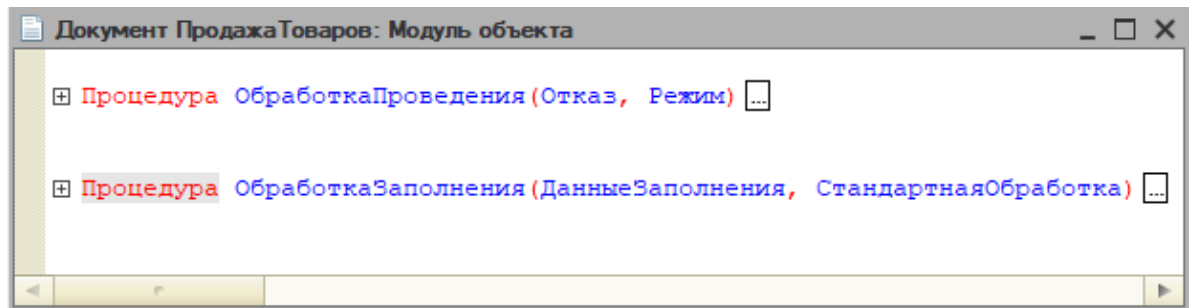 Документ ПродажаТоваров: Модуль объекта
Процедура ОбработкаПроведения(Отказ, Режим) ...
Процедура ОбработкаЗаполнения(ДанныеЗаполнения, СтандартнаяОбработка) ...